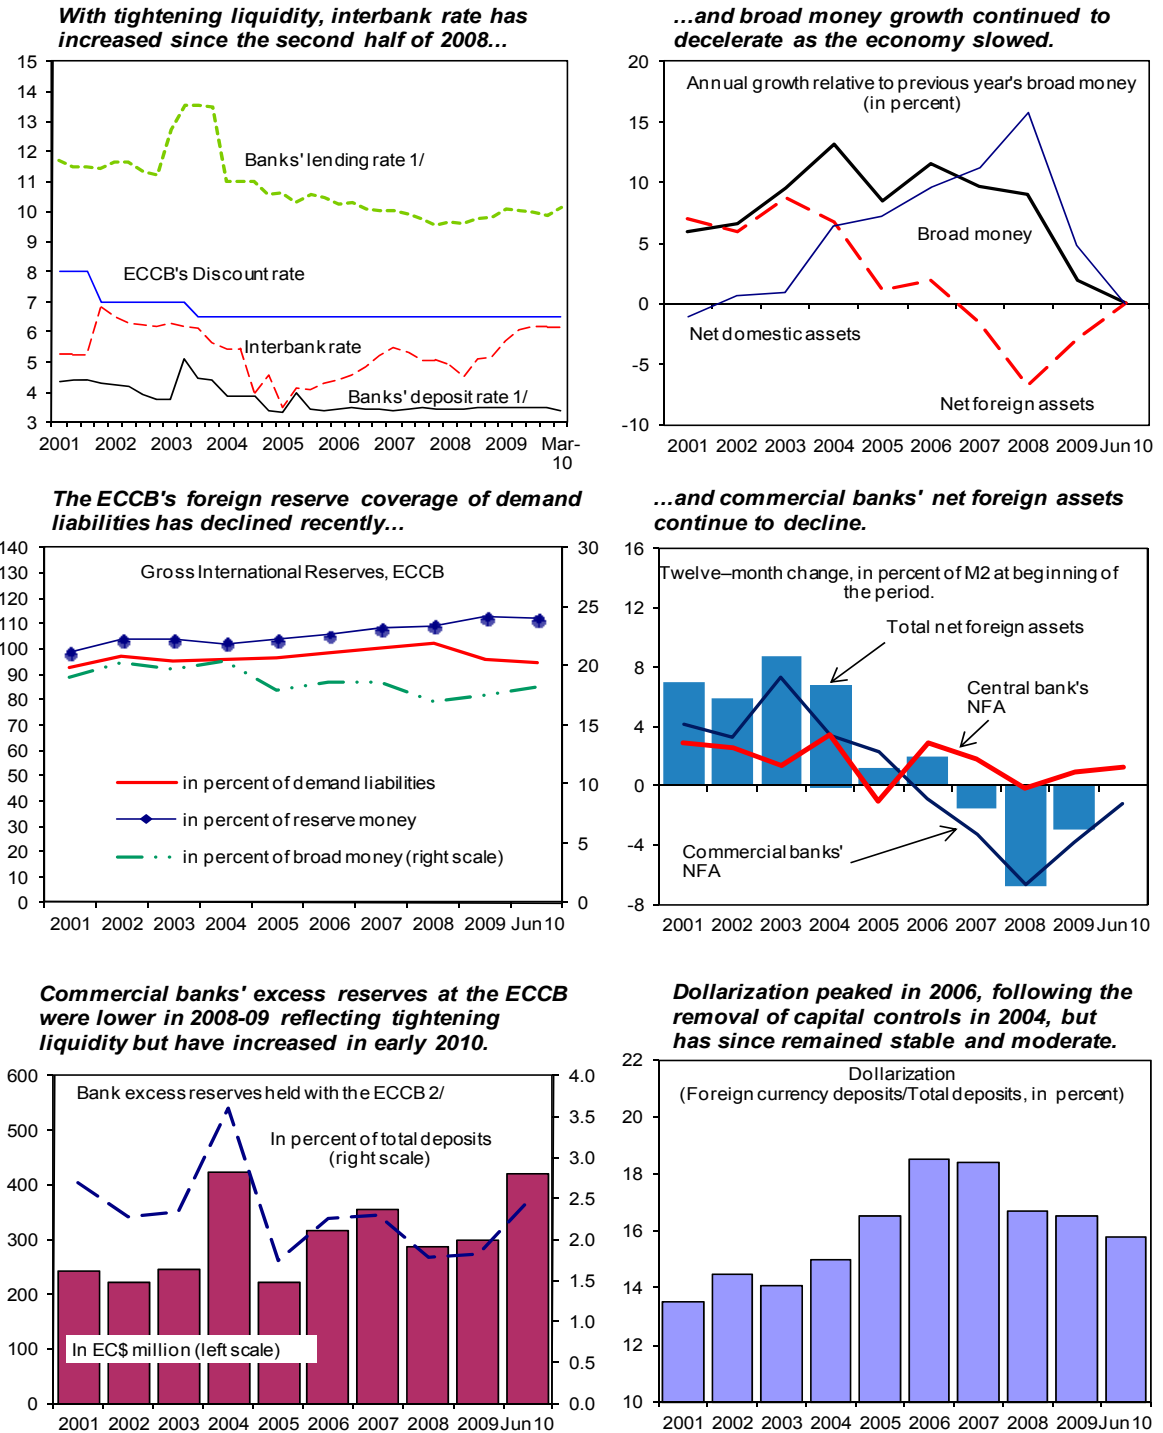 With tightening liquidity, interbank rate has
increased since the second half of 2008...
15
14
13
12
11
10
9
8
7
6
5
4
3
Banks' lending rate 1/
ECCB's Discount rate
Interbank rate
Banks' deposit rate 1/
2001 2002 2003 2004 2005 2006 2007 2008 2009 Mar-
10
...and broad money growth continued to
decelerate as the economy slowed.
20
15
10
5
0
-5
-10
Annual growth relative to previous year's broad money
(in percent)
Broad money
Net domestic assets
Net foreign assets
2001 2002 2003 2004 2005 2006 2007 2008 2009 Jun 10
The ECCB's foreign reserve coverage of demand
liabilities has declined recently...
140
130
120
110
100
90
80
70
60
50
40
30
20
10
0
Gross International Reserves, ECCB
in percent of demand liabilities
in percent of reserve money
in percent of broad money (right scale)
30
25
20
15
10
5
0
2001 2002 2003 2004 2005 2006 2007 2008 2009 Jun 10
...and commercial banks' net foreign assets
continue to decline.
16
12
8
4
0
-4
-8
Twelve–month change, in percent of M2 at beginning of
the period.
Total net foreign assets
Central bank's
NFA
Commercial banks'
NFA
2001 2002 2003 2004 2005 2006 2007 2008 2009 Jun 10
Commercial banks' excess reserves at the ECCB
were lower in 2008-09 reflecting tightening
liquidity but have increased in early 2010.
600
500
400
300
200
100
0
Bank excess reserves held with the ECCB 2/
In percent of total deposits
(right scale)
In EC$ million (left scale)
4.0
3.5
3.0
2.5
2.0
1.5
1.0
0.5
0.0
2001 2002 2003 2004 2005 2006 2007 2008 2009 Jun 10
Dollarization peaked in 2006, following the
removal of capital controls in 2004, but
has since remained stable and moderate.
22
20
18
16
14
12
10
Dollarization
(Foreign currency deposits/Total deposits, in percent)
2001 2002 2003 2004 2005 2006 2007 2008 2009 Jun 10